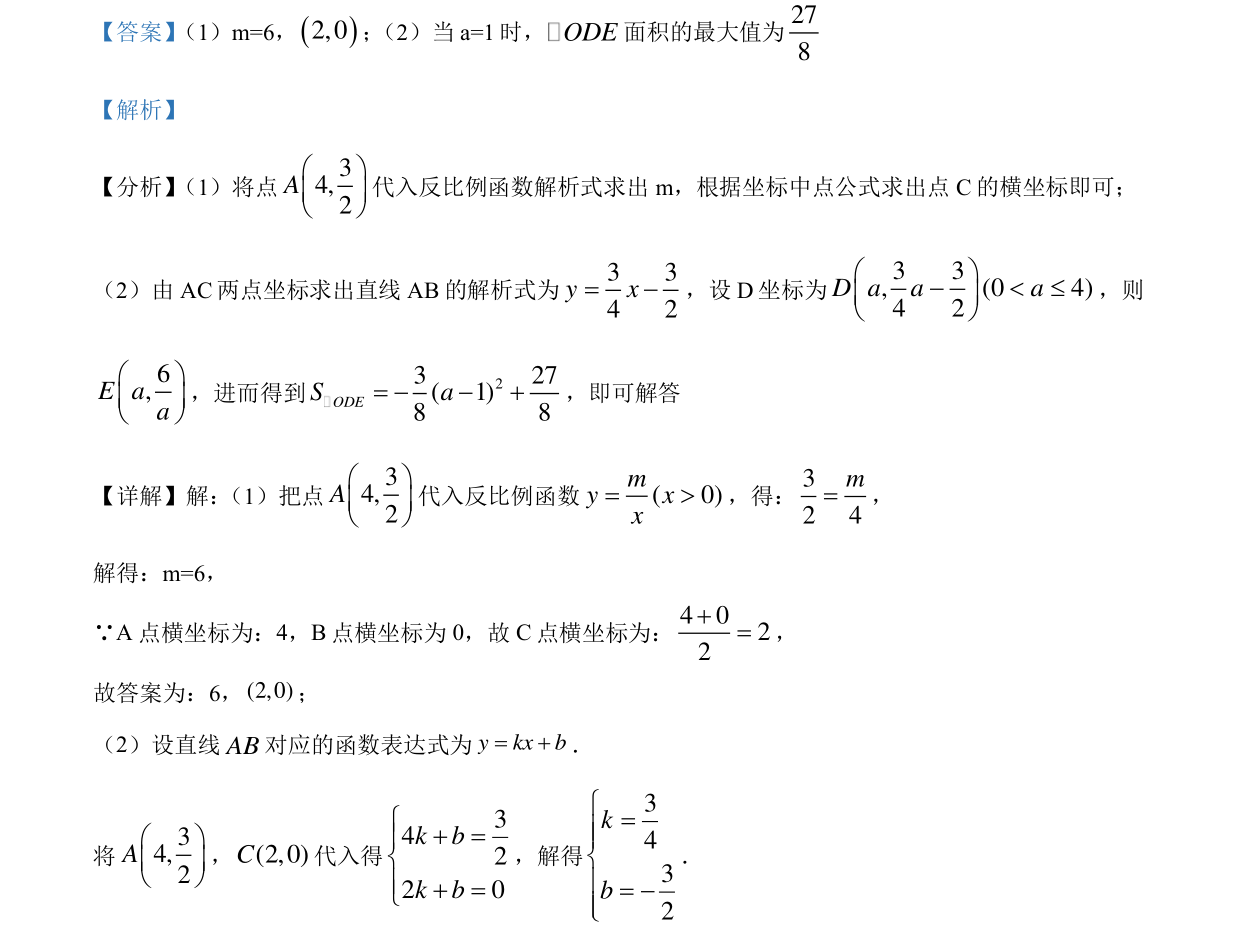 【答案】（1）m=6，(2,0)；（2）当 a=1 时，□ODE 面积的最大值为 27/8
【解析】
【分析】（1）将点 A(4, 3/2) 代入反比例函数解析式求出 m，根据坐标中点公式求出点 C 的横坐标即可；
（2）由 AC 两点坐标求出直线 AB 的解析式为 y = 3/4 x − 3/2，设 D 坐标为 D(a, 3/4 a − 3/2)(0 < a ≤ 4)，则
E(a, 6/a)，进而得到 S□ODE = − 3/8 (a −1)² + 27/8，即可解答
【详解】解：（1）把点 A(4, 3/2) 代入反比例函数 y = m/x (x > 0)，得：3/2 = m/4，
解得：m=6，
∵A 点横坐标为：4，B 点横坐标为 0，故 C 点横坐标为：(4+0)/2 = 2，
故答案为：6，(2,0)；
（2）设直线 AB 对应的函数表达式为 y = kx + b．
将 A(4, 3/2)，C(2,0) 代入得 {4k + b = 3/2, 2k + b = 0，解得 {k = 3/4, b = − 3/2．